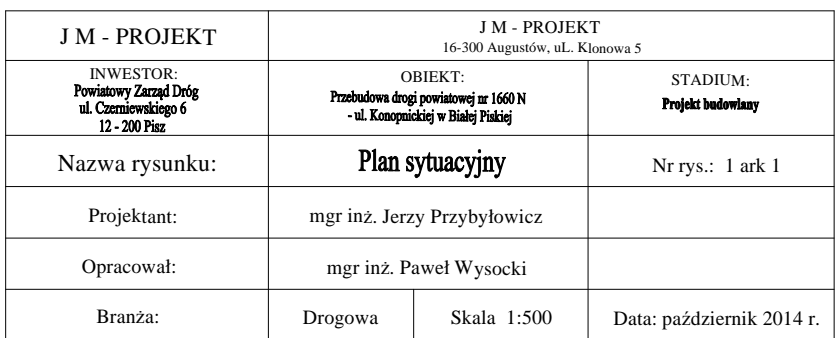 J M - PROJEKT
J M - PROJEKT
16-300 Augustów, uL. Klonowa 5
INWESTOR:
Powiatowy Zarząd Dróg
ul. Czerniewskiego 6
12 - 200 Pisz
OBIEKT:
Przebudowa drogi powiatowej nr 1660 N
- ul. Konopnickiej w Białej Piskiej
STADIUM:
Projekt budowlany
Nazwa rysunku:
Plan sytuacyjny
Nr rys.: 1 ark 1
Projektant:
mgr inż. Jerzy Przybyłowicz
Opracował:
mgr inż. Paweł Wysocki
Branża:
Drogowa
Skala 1:500
Data: październik 2014 r.